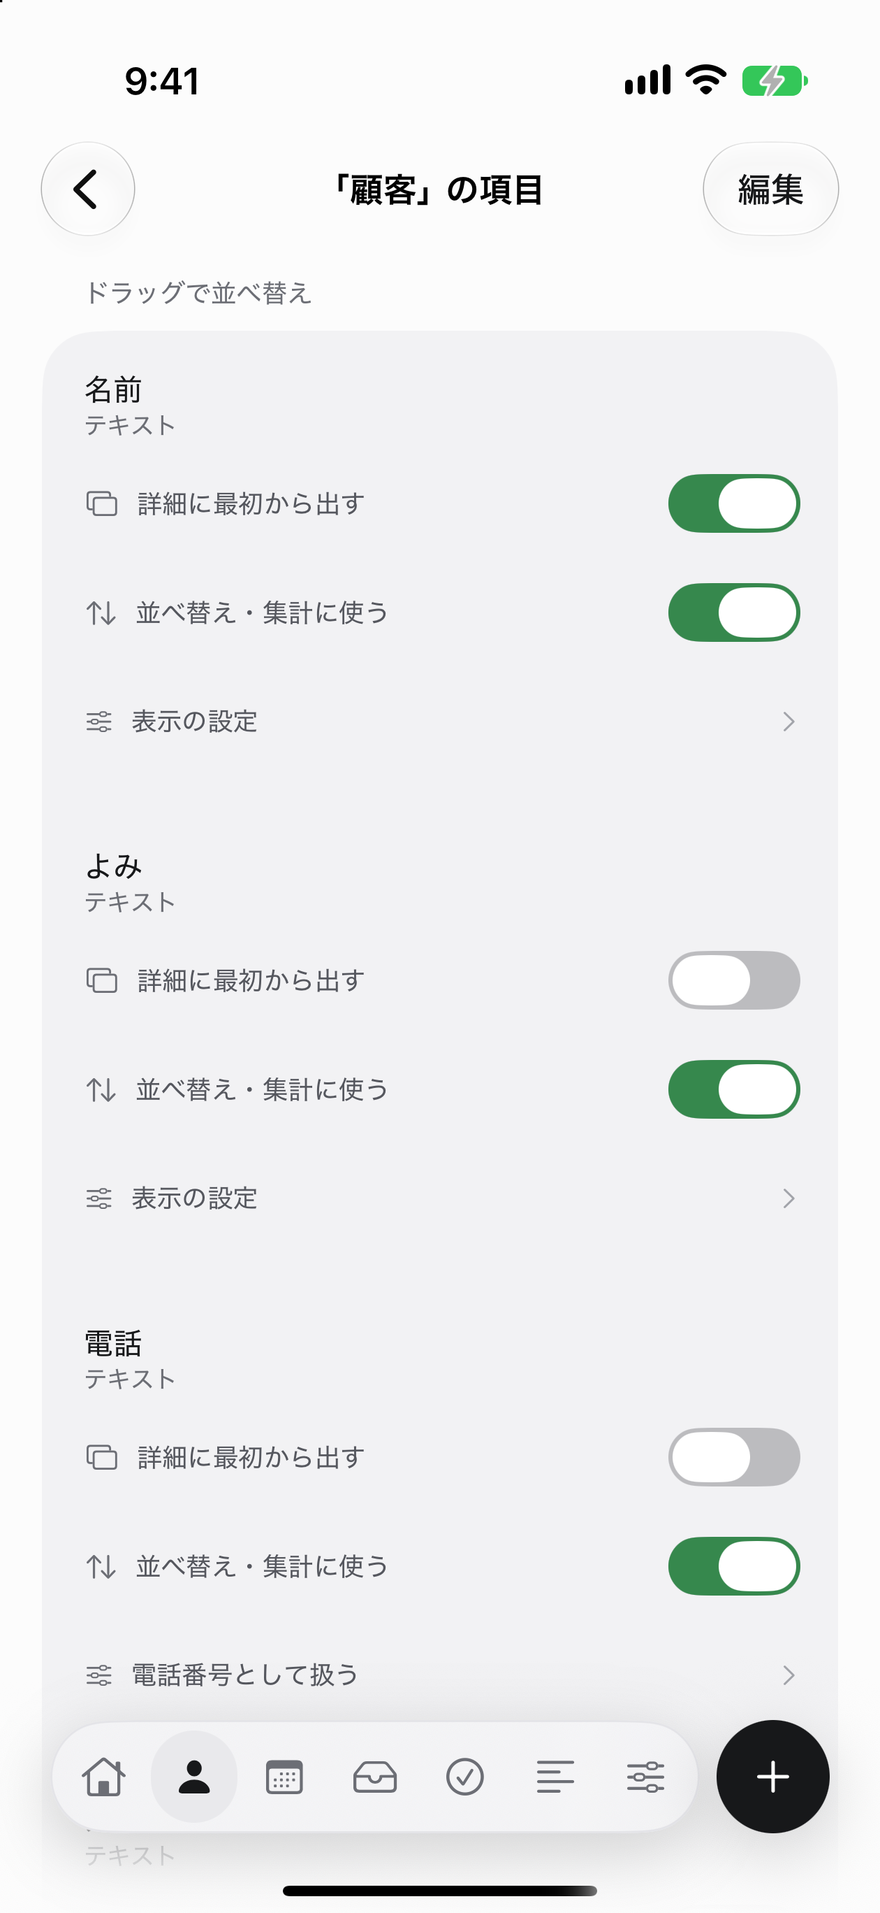 9:41
「顧客」の項目
編集
ドラッグで並べ替え
名前
テキスト
詳細に最初から出す
並べ替え・集計に使う
表示の設定
よみ
テキスト
詳細に最初から出す
並べ替え・集計に使う
表示の設定
電話
テキスト
詳細に最初から出す
並べ替え・集計に使う
電話番号として扱う
テキスト